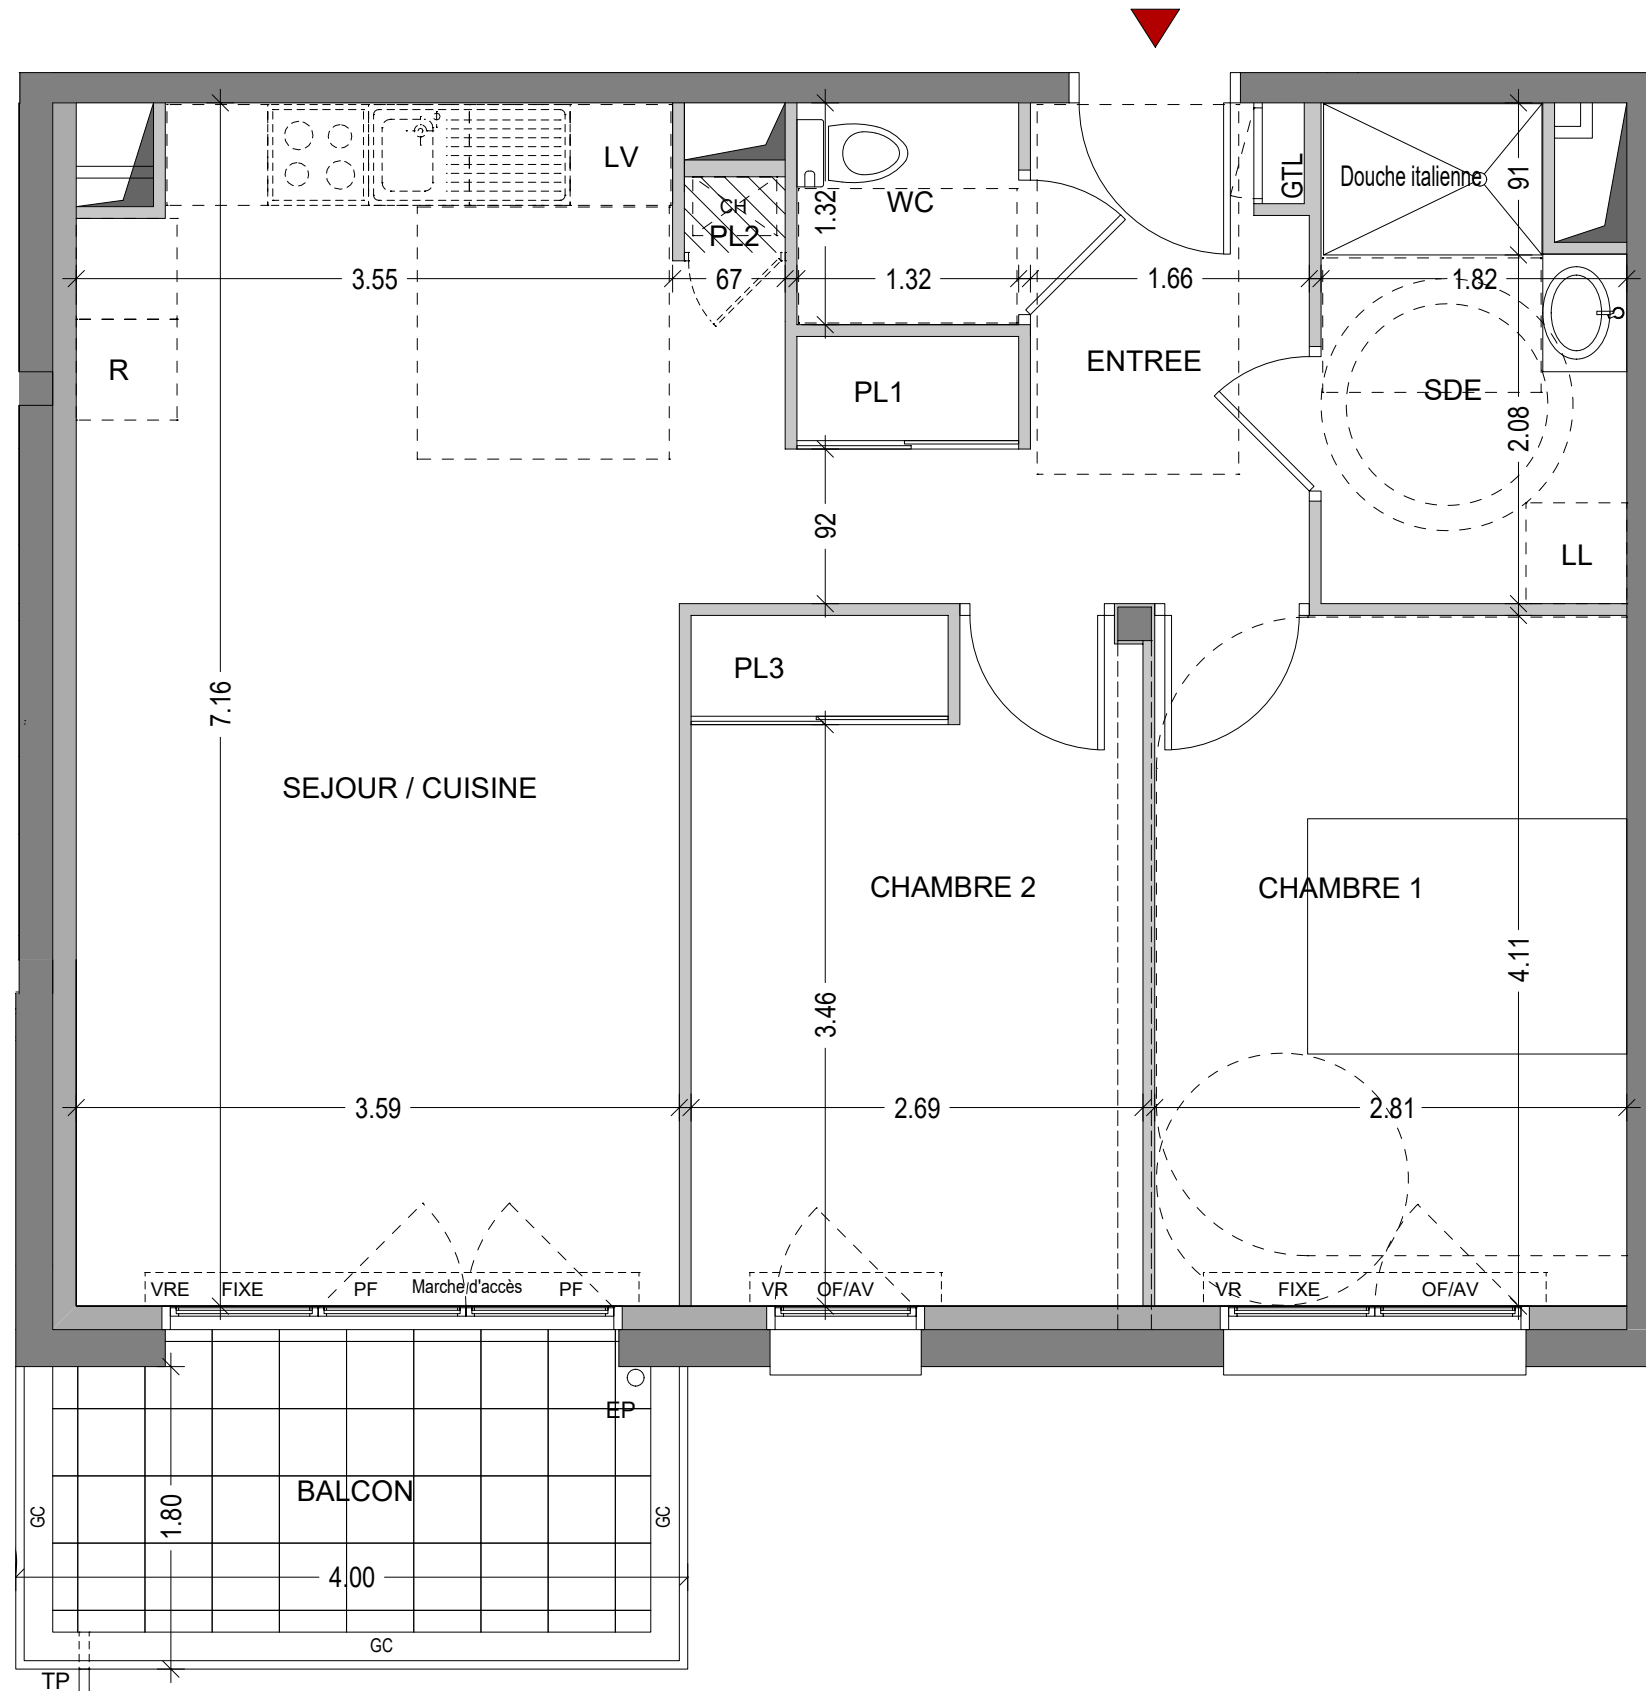 LV
CH
PL2
WC
1.32
GTL
Douche italienne
91
3.55
67
1.32
1.66
1.82
R
PL1
ENTREE
SDE
2.08
92
LL
PL3
7.16
SEJOUR / CUISINE
CHAMBRE 2
CHAMBRE 1
4.11
3.46
3.59
2.69
2.81
VRE
FIXE
PF
Marche d'accès
PF
VR
OF/AV
VR
FIXE
OF/AV
EP
BALCON
GC
1.80
GC
4.00
GC
TP